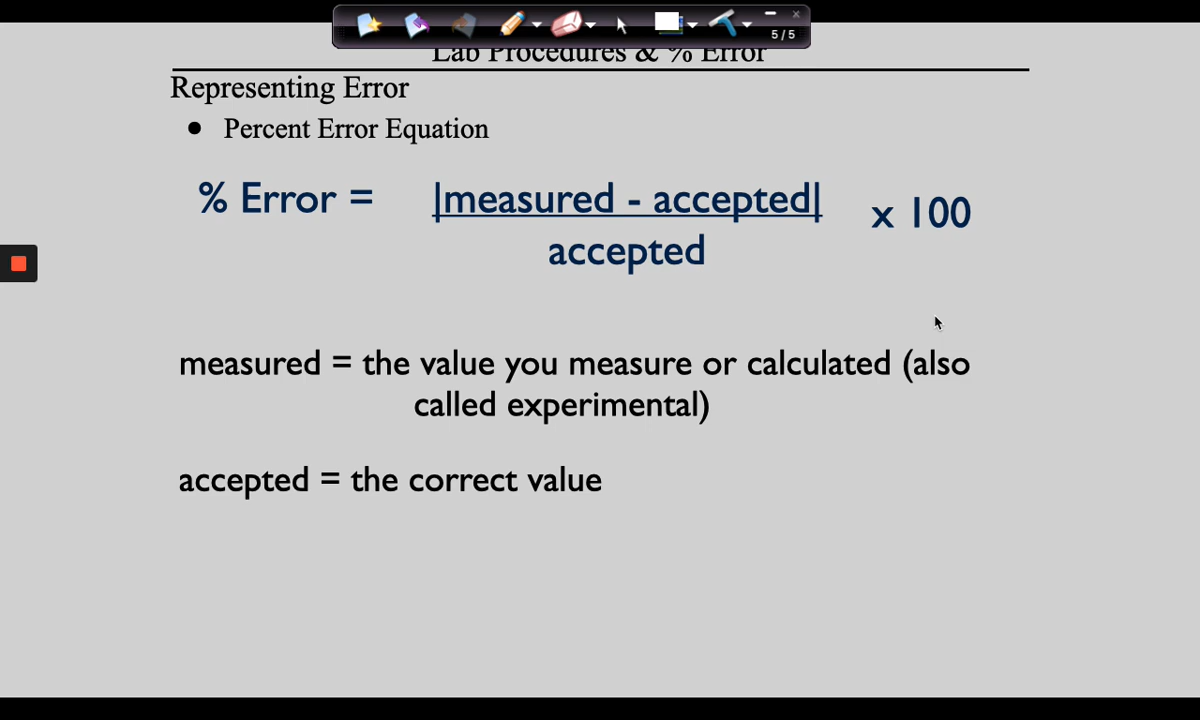 5/5
Lab Procedures & % Error
Representing Error
● Percent Error Equation
% Error = |measured - accepted| x 100
accepted
measured = the value you measure or calculated (also
called experimental)
accepted = the correct value